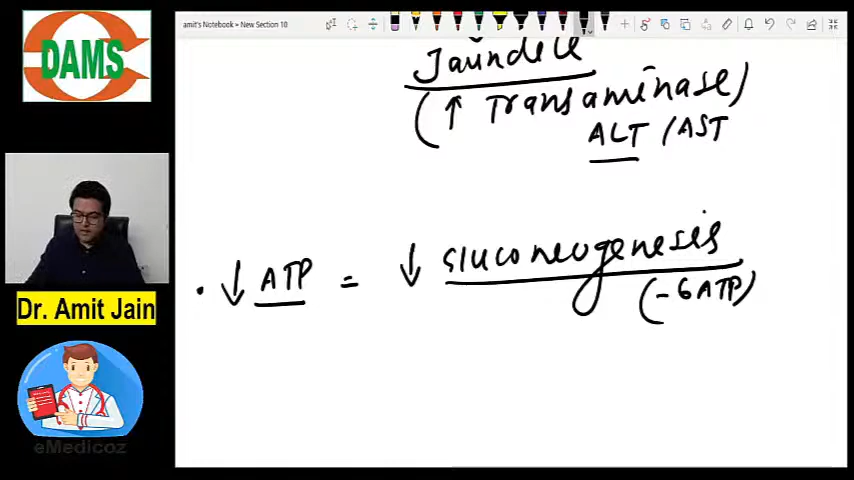 amit's Notebook > New Section 10
DAMS
Jaundice
(↑ Transaminase)
ALT / AST
. ↓ ATP = ↓ Gluconeogenesis
(-6ATP)
Dr. Amit Jain
eMedicoz